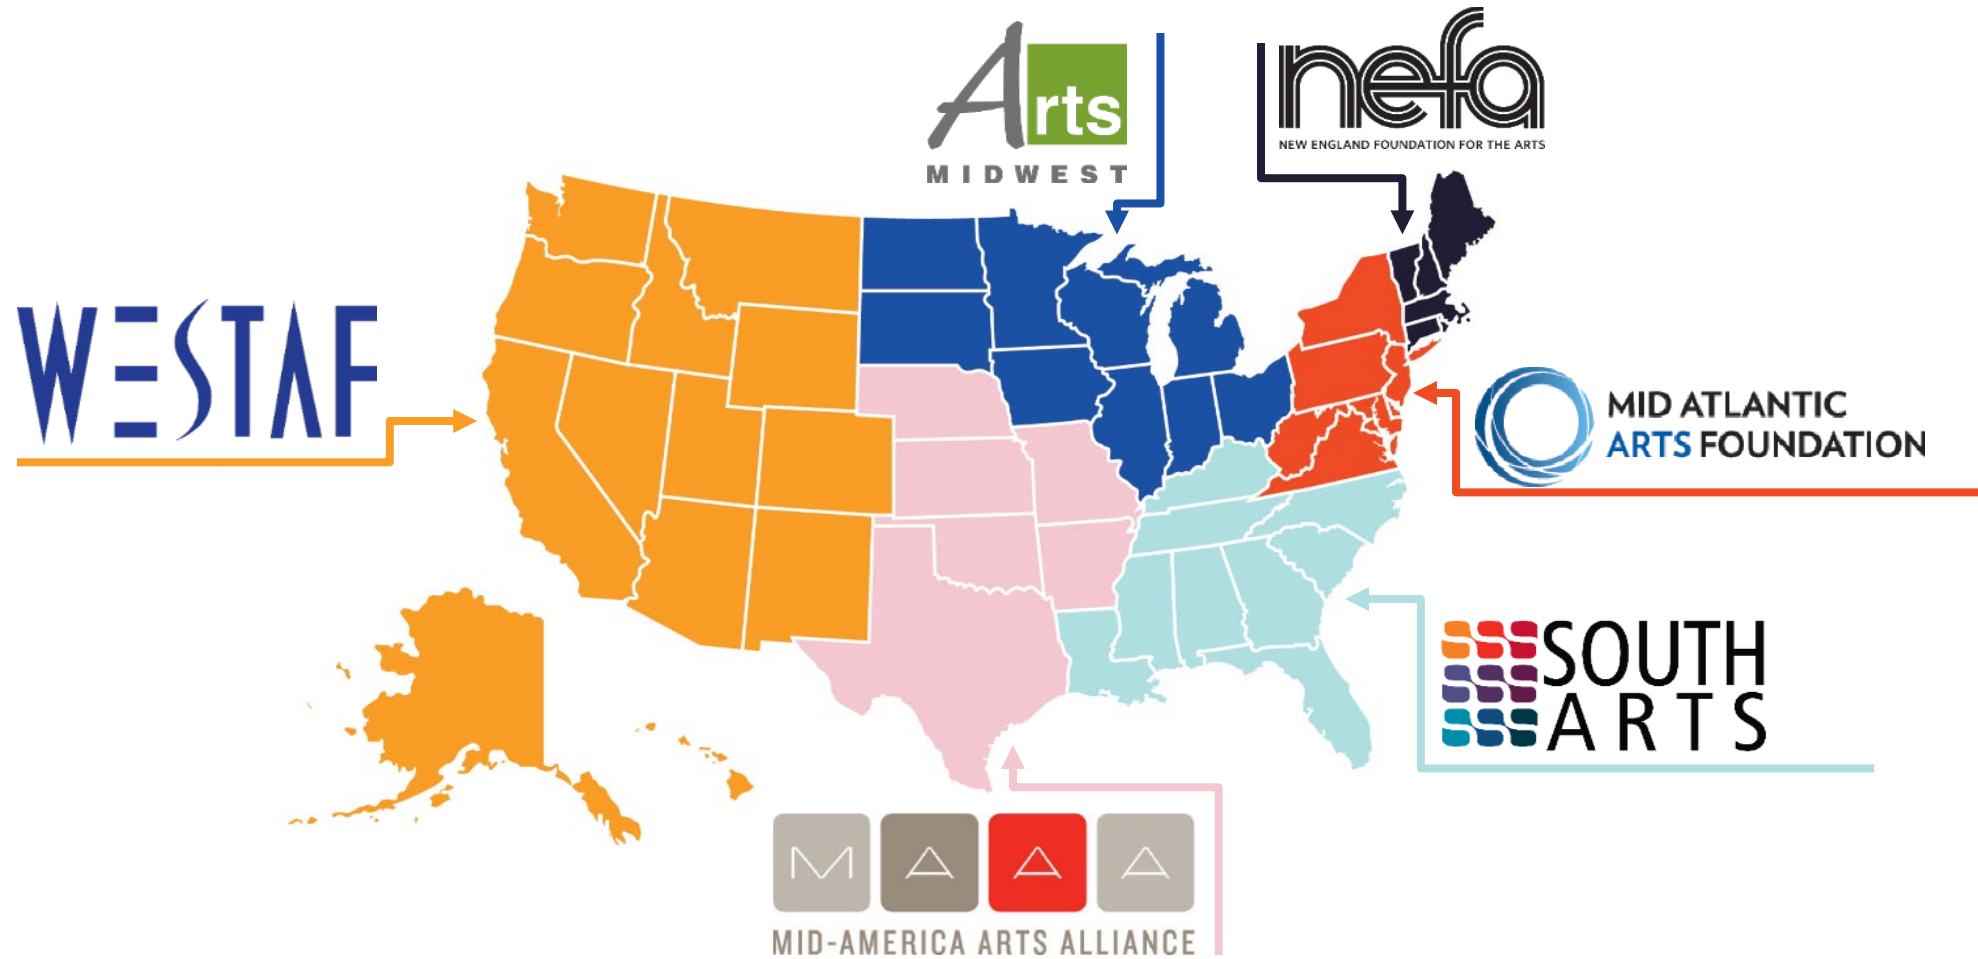 Arts
MIDWEST
nefa
NEW ENGLAND FOUNDATION FOR THE ARTS
WESTAF
MID ATLANTIC
ARTS FOUNDATION
SOUTH
ARTS
MAAA
MID-AMERICA ARTS ALLIANCE